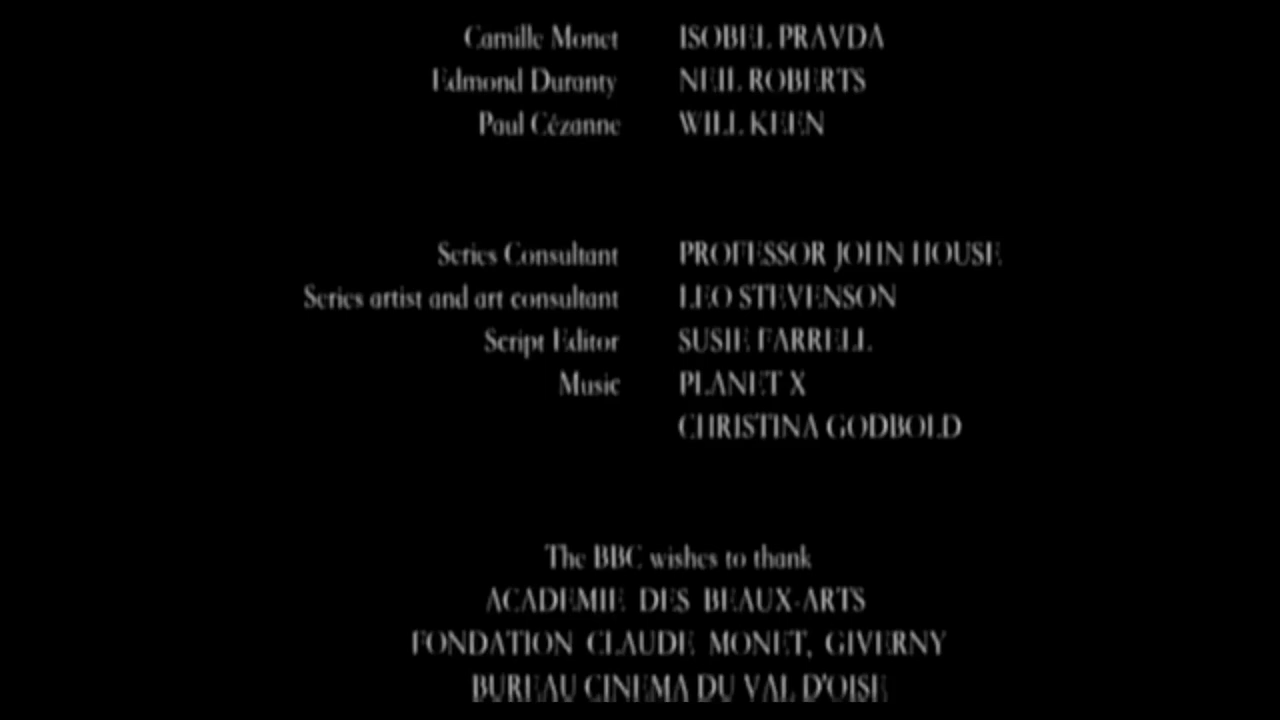 Camille Monet ISOBEL PRAVDA
Edmond Duranty NEIL ROBERTS
Paul Cézanne WILL KEEN
Series Consultant PROFESSOR JOHN HOUSE
Series artist and art consultant LEO STEVENSON
Script Editor SUSIE FARRELL
Music PLANET X
CHRISTINA GODBOLD
The BBC wishes to thank
ACADEMIE DES BEAUX-ARTS
FONDATION CLAUDE MONET, GIVERNY
BUREAU CINEMA DU VAL D'OISE